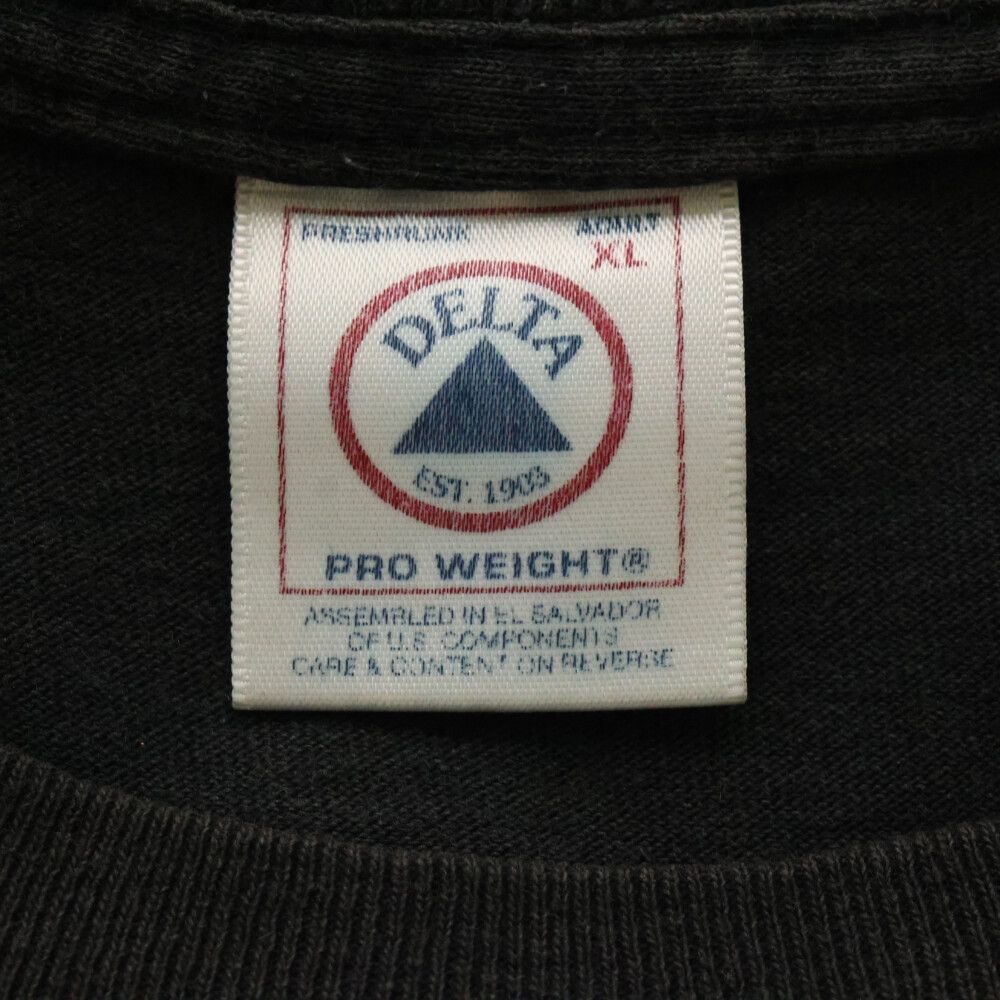 PRESHRUNK ADULT
XL
DELTA
EST. 1903
PRO WEIGHT®
ASSEMBLED IN EL SALVADOR
OF U.S. COMPONENTS
CARE & CONTENT ON REVERSE